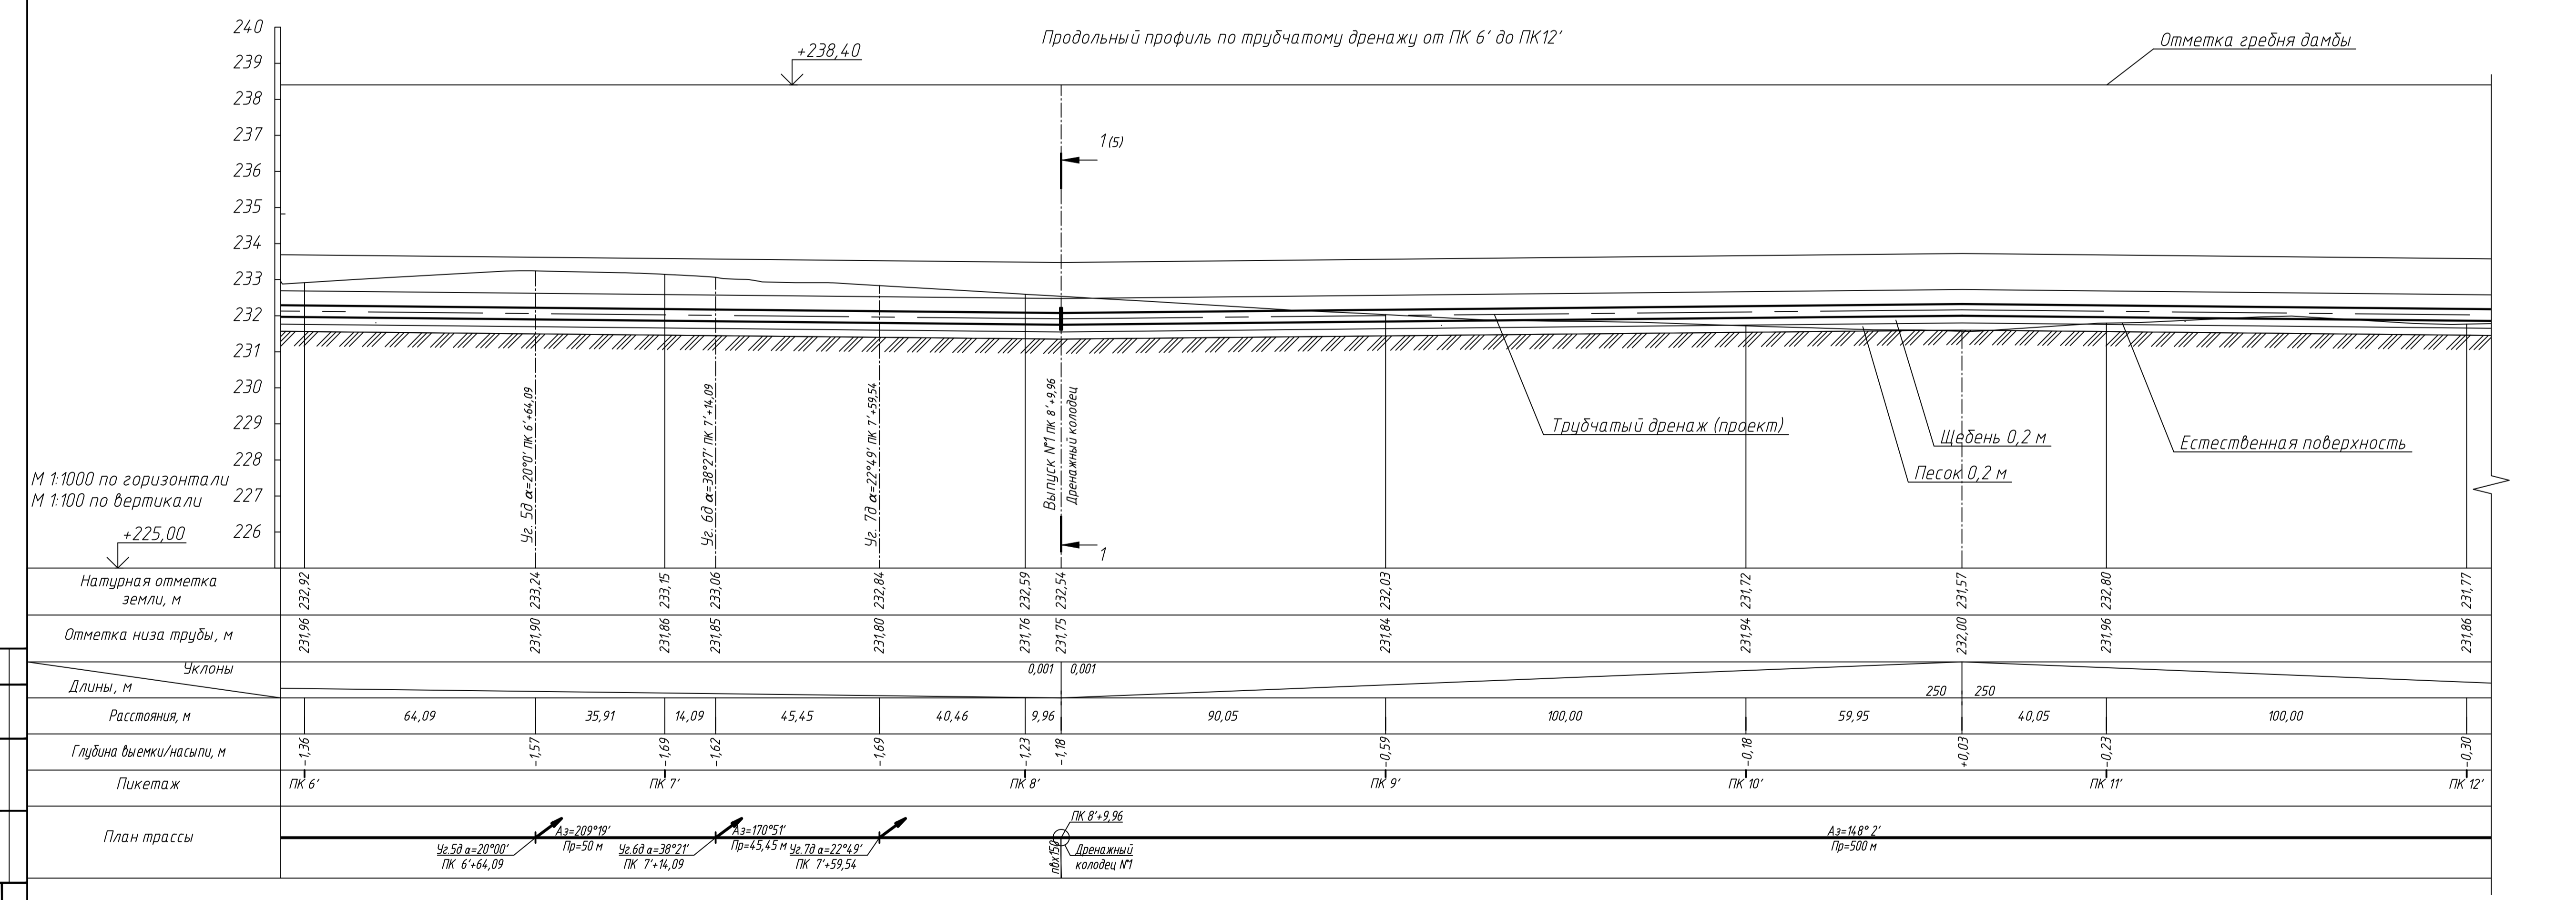 Продольный профиль по трубчатому дренажу от ПК 6' до ПК12'
Отметка гребня дамбы
+238,40
240
239
238
237
236
235
234
233
232
231
230
229
228
227
226
1(5)
1
Уг. 5д α=20°0' ПК 6'+64,09
Уг. 6д α=38°27' ПК 7'+14,09
Уг. 7д α=22°49' ПК 7'+59,54
Выпуск №1 пк 8'+9,96
Дренажный колодец
Трубчатый дренаж (проект)
Щебень 0,2 м
Песок 0,2 м
Естественная поверхность
М 1:1000 по горизонтали
М 1:100 по вертикали
+225,00
Натурная отметка
земли, м
232,92 233,24 233,15 233,06 232,84 232,59 232,54 232,03 231,72 231,57 232,80 231,77
Отметка низа трубы, м
231,96 231,90 231,86 231,85 231,80 231,76 231,75 231,84 231,94 232,00 231,96 231,86
Уклоны
Длины, м
0,001 0,001
250 250
Расстояния, м
64,09 35,91 14,09 45,45 40,46 9,96 90,05 100,00 59,95 40,05 100,00
Глубина выемки/насыпи, м
-1,36 -1,57 -1,69 -1,62 -1,69 -1,23 -1,18 -0,59 -0,18 +0,03 -0,23 -0,30
Пикетаж
ПК 6' ПК 7' ПК 8' ПК 9' ПК 10' ПК 11' ПК 12'
План трассы
Уг.5д α=20°00'
ПК 6'+64,09
Аз=209°19'
Пр=50 м
Уг.6д α=38°21'
ПК 7'+14,09
Аз=170°51'
Пр=45,45 м
Уг.7д α=22°49'
ПК 7'+59,54
ПК 8'+9,96
пвх150
Дренажный
колодец №1
Аз=148° 2'
Пр=500 м